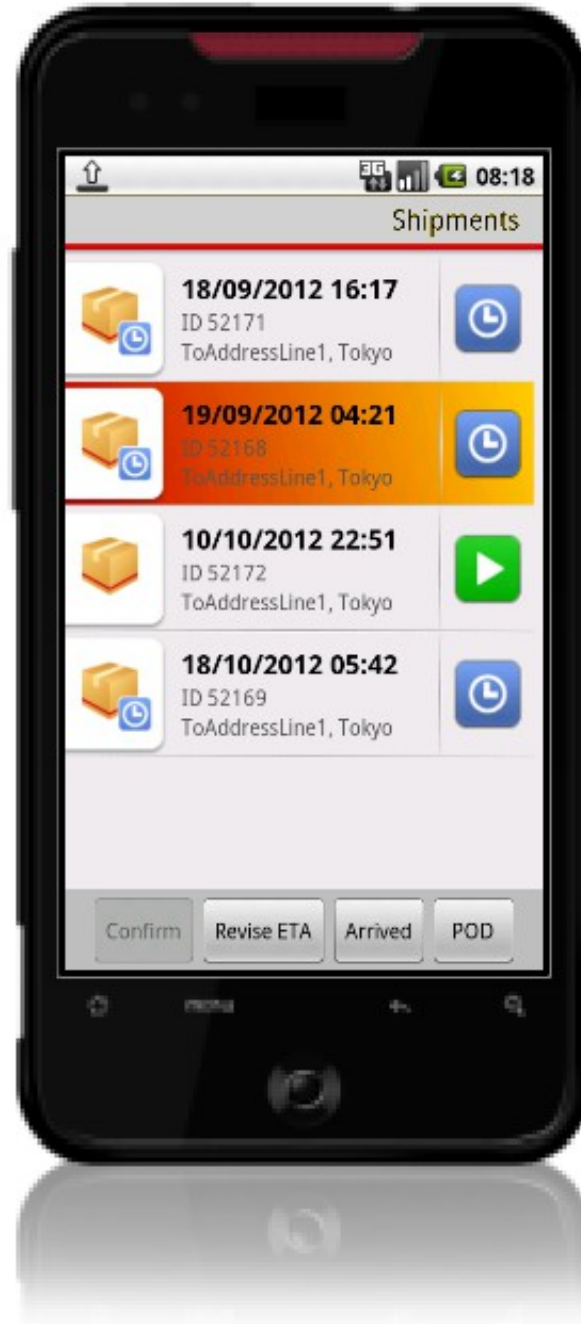 3G
08:18
Shipments
18/09/2012 16:17
ID 52171
ToAddressLine1, Tokyo
19/09/2012 04:21
ID 52168
ToAddressLine1, Tokyo
10/10/2012 22:51
ID 52172
ToAddressLine1, Tokyo
18/10/2012 05:42
ID 52169
ToAddressLine1, Tokyo
Confirm Revise ETA Arrived POD
menu